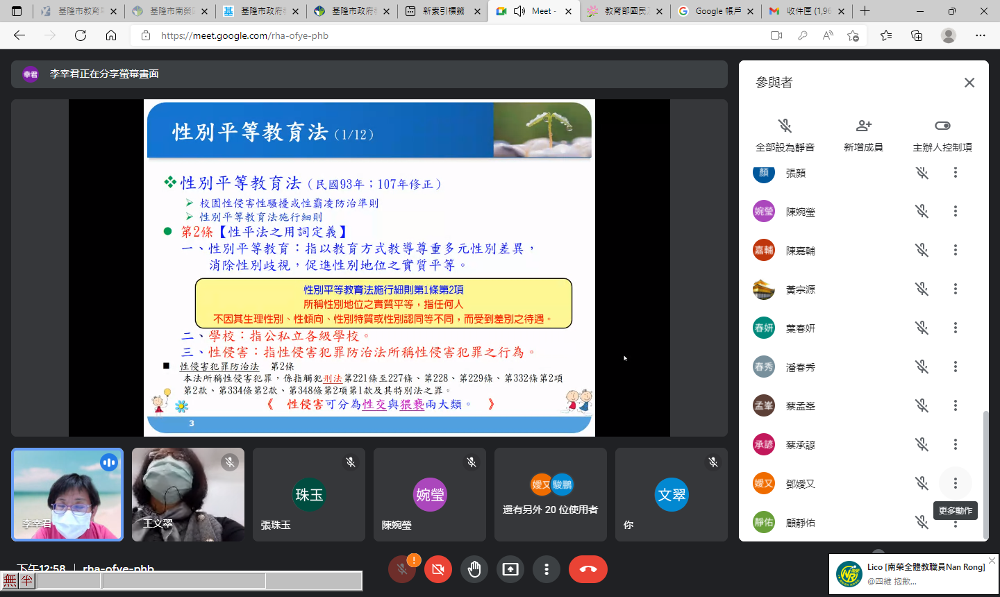 基隆市教育
基隆市南榮
基隆市政府
基隆市政府
新索引標籤
Meet -
教育部國民
Google 帳戶
收件匣 (1,96
https://meet.google.com/rha-ofye-phb
幸君
李幸君正在分享螢幕畫面
性別平等教育法(1/12)
性別平等教育法(民國93年；107年修正)
校園性侵害性騷擾或性霸凌防治準則
性別平等教育法施行細則
第2條【性平法之用詞定義】
一、性別平等教育：指以教育方式教導尊重多元性別差異，
消除性別歧視，促進性別地位之實質平等。
性別平等教育法施行細則第1條第2項
所稱性別地位之實質平等，指任何人
不因其生理性別、性傾向、性別特質或性別認同等不同，而受到差別之待遇。
二、學校：指公私立各級學校。
三、性侵害：指性侵害犯罪防治法所稱性侵害犯罪之行為。
性侵害犯罪防治法 第2條
本法所稱性侵害犯罪，係指觸犯刑法第221條至227條、第228、第229條、第332條第2項
第2款、第334條第2款、第348條第2項第1款及其特別法之罪。
《 性侵害可分為性交與猥褻兩大類。 》
3
李幸君
王文翠
珠玉
張珠玉
婉瑩
陳婉瑩
嬡又
駿鵬
還有另外 20 位使用者
文翠
你
參與者
全部設為靜音
新增成員
主辦人控制項
顏
張顏
婉瑩
陳婉瑩
嘉輔
陳嘉輔
黃宗源
春妍
葉春妍
春秀
潘春秀
孟峯
蔡孟峯
承諺
蔡承諺
嬡又
鄧嬡又
更多動作
靜佑
顧靜佑
下午12:58
rha-ofye-phb
無 半
Lico [南榮全體教職員Nan Rong]
@四維 抱歉...